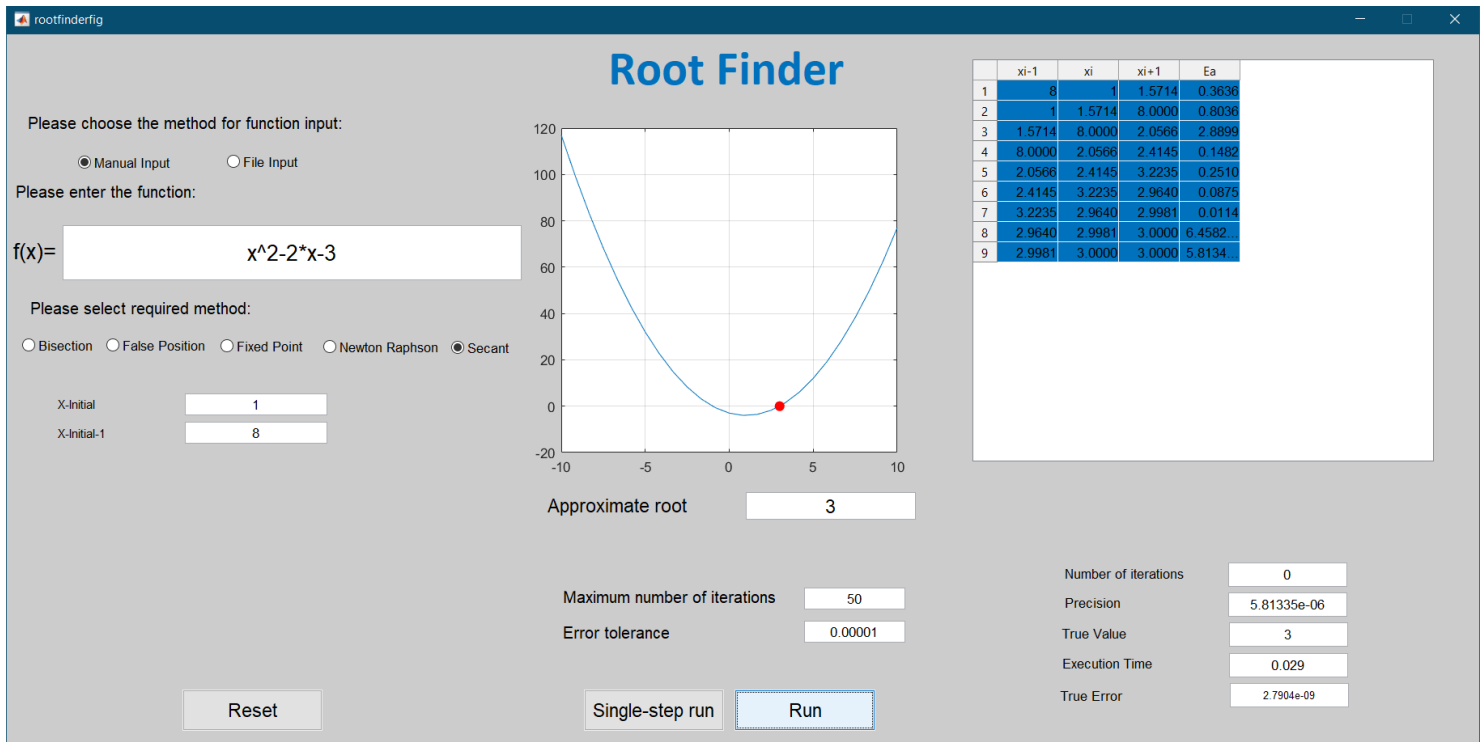 rootfinderfig
Root Finder
Please choose the method for function input:
Manual Input File Input
Please enter the function:
f(x)= x^2-2*x-3
Please select required method:
Bisection False Position Fixed Point Newton Raphson Secant
X-Initial 1
X-Initial-1 8
120
100
80
60
40
20
0
-20
-10 -5 0 5 10
Approximate root 3
Maximum number of iterations 50
Error tolerance 0.00001
Reset
Single-step run
Run
xi-1 xi xi+1 Ea
1 8 1 1.5714 0.3636
2 1 1.5714 8.0000 0.8036
3 1.5714 8.0000 2.0566 2.8899
4 8.0000 2.0566 2.4145 0.1482
5 2.0566 2.4145 3.2235 0.2510
6 2.4145 3.2235 2.9640 0.0875
7 3.2235 2.9640 2.9981 0.0114
8 2.9640 2.9981 3.0000 6.4582...
9 2.9981 3.0000 3.0000 5.8134...
Number of iterations 0
Precision 5.81335e-06
True Value 3
Execution Time 0.029
True Error 2.7904e-09